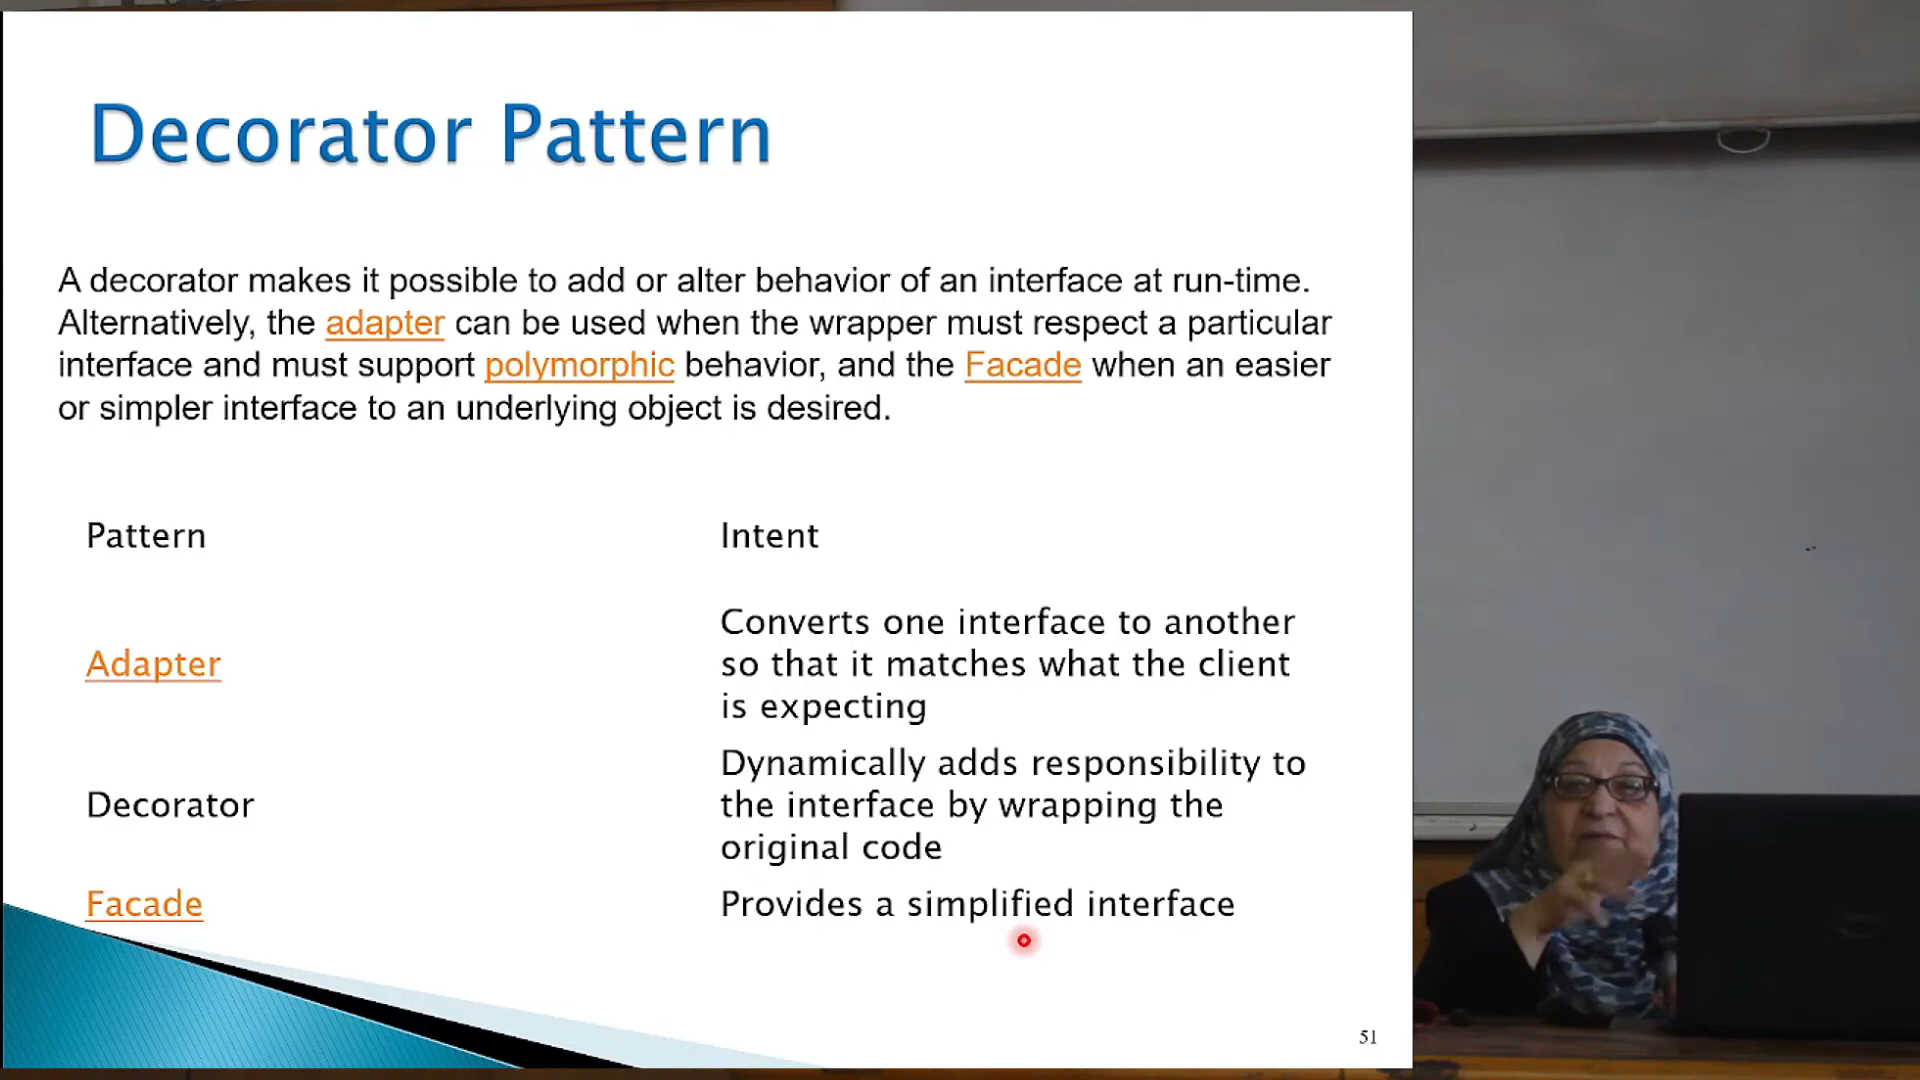 Decorator Pattern
A decorator makes it possible to add or alter behavior of an interface at run-time.
Alternatively, the adapter can be used when the wrapper must respect a particular
interface and must support polymorphic behavior, and the Facade when an easier
or simpler interface to an underlying object is desired.
Pattern
Intent
Adapter
Converts one interface to another
so that it matches what the client
is expecting
Decorator
Dynamically adds responsibility to
the interface by wrapping the
original code
Facade
Provides a simplified interface
51